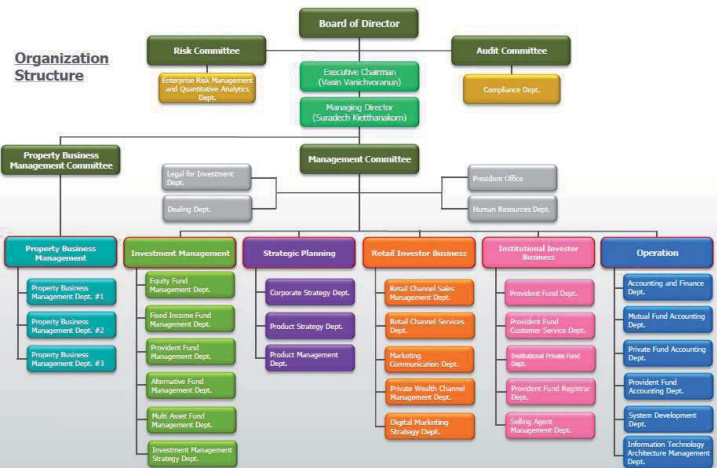 Organization
Structure
Board of Director
Risk Committee
Audit Committee
Enterprise Risk Management
and Quantitative Analytics
Dept.
Executive Chairman
(Vasin Vanichvoranun)
Compliance Dept.
Managing Director
(Suradech Kietthanakorn)
Property Business
Management Committee
Management Committee
Legal for Investment
Dept.
President Office
Dealing Dept.
Human Resources Dept.
Property Business
Management
Property Business
Management Dept. #1
Property Business
Management Dept. #2
Property Business
Management Dept. #3
Investment Management
Equity Fund
Management Dept.
Fixed Income Fund
Management Dept.
Provident Fund
Management Dept.
Alternative Fund
Management Dept.
Multi Asset Fund
Management Dept.
Investment Management
Strategy Dept.
Strategic Planning
Corporate Strategy Dept.
Product Strategy Dept.
Product Management
Dept.
Retail Investor Business
Retail Channel Sales
Management Dept.
Retail Channel Services
Dept.
Marketing
Communication Dept.
Private Wealth Channel
Management Dept.
Digital Marketing
Strategy Dept.
Institutional Investor
Business
Provident Fund Dept.
Provident Fund
Customer Service Dept.
Institutional Private Fund
Dept.
Provident Fund Registrar
Dept.
Selling Agent
Management Dept.
Operation
Accounting and Finance
Dept.
Mutual Fund Accounting
Dept.
Private Fund Accounting
Dept.
Provident Fund
Accounting Dept.
System Development
Dept.
Information Technology
Architecture Management
Dept.